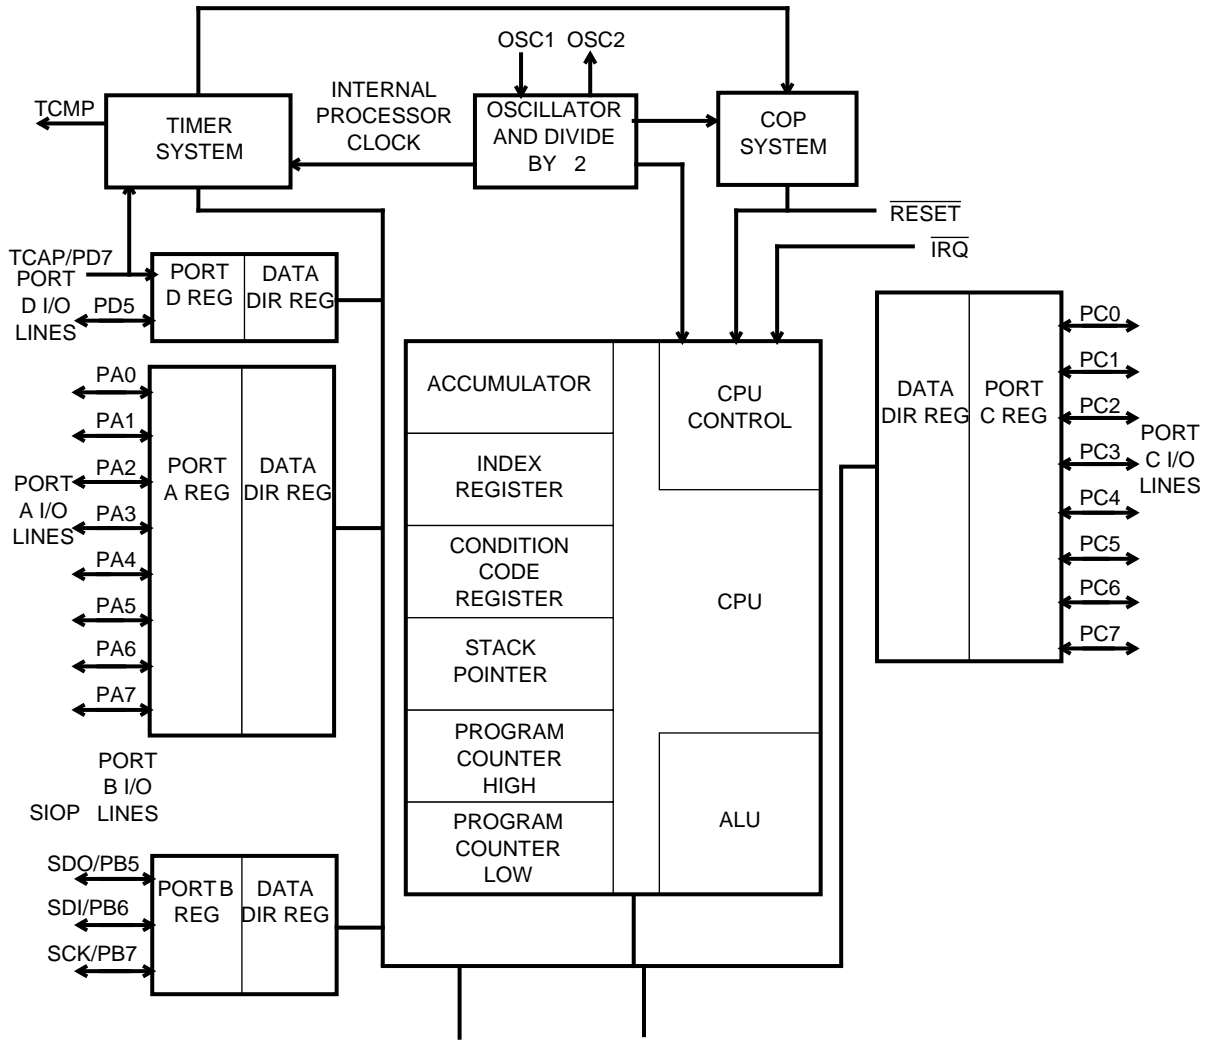 OSC1 OSC2
TCMP
TIMER
SYSTEM
INTERNAL
PROCESSOR
CLOCK
OSCILLATOR
AND DIVIDE
BY 2
COP
SYSTEM
RESET
IRQ
TCAP/PD7
PORT
D I/O
LINES
PD5
PORT
D REG
DATA
DIR REG
PORT
A I/O
LINES
PA0
PA1
PA2
PA3
PA4
PA5
PA6
PA7
PORT
A REG
DATA
DIR REG
ACCUMULATOR
INDEX
REGISTER
CONDITION
CODE
REGISTER
STACK
POINTER
PROGRAM
COUNTER
HIGH
PROGRAM
COUNTER
LOW
CPU
CONTROL
CPU
ALU
DATA
DIR REG
PORT
C REG
PC0
PC1
PC2
PC3
PC4
PC5
PC6
PC7
PORT
C I/O
LINES
PORT
B I/O
LINES
SIOP
SDO/PB5
SDI/PB6
SCK/PB7
PORT B
REG
DATA
DIR REG